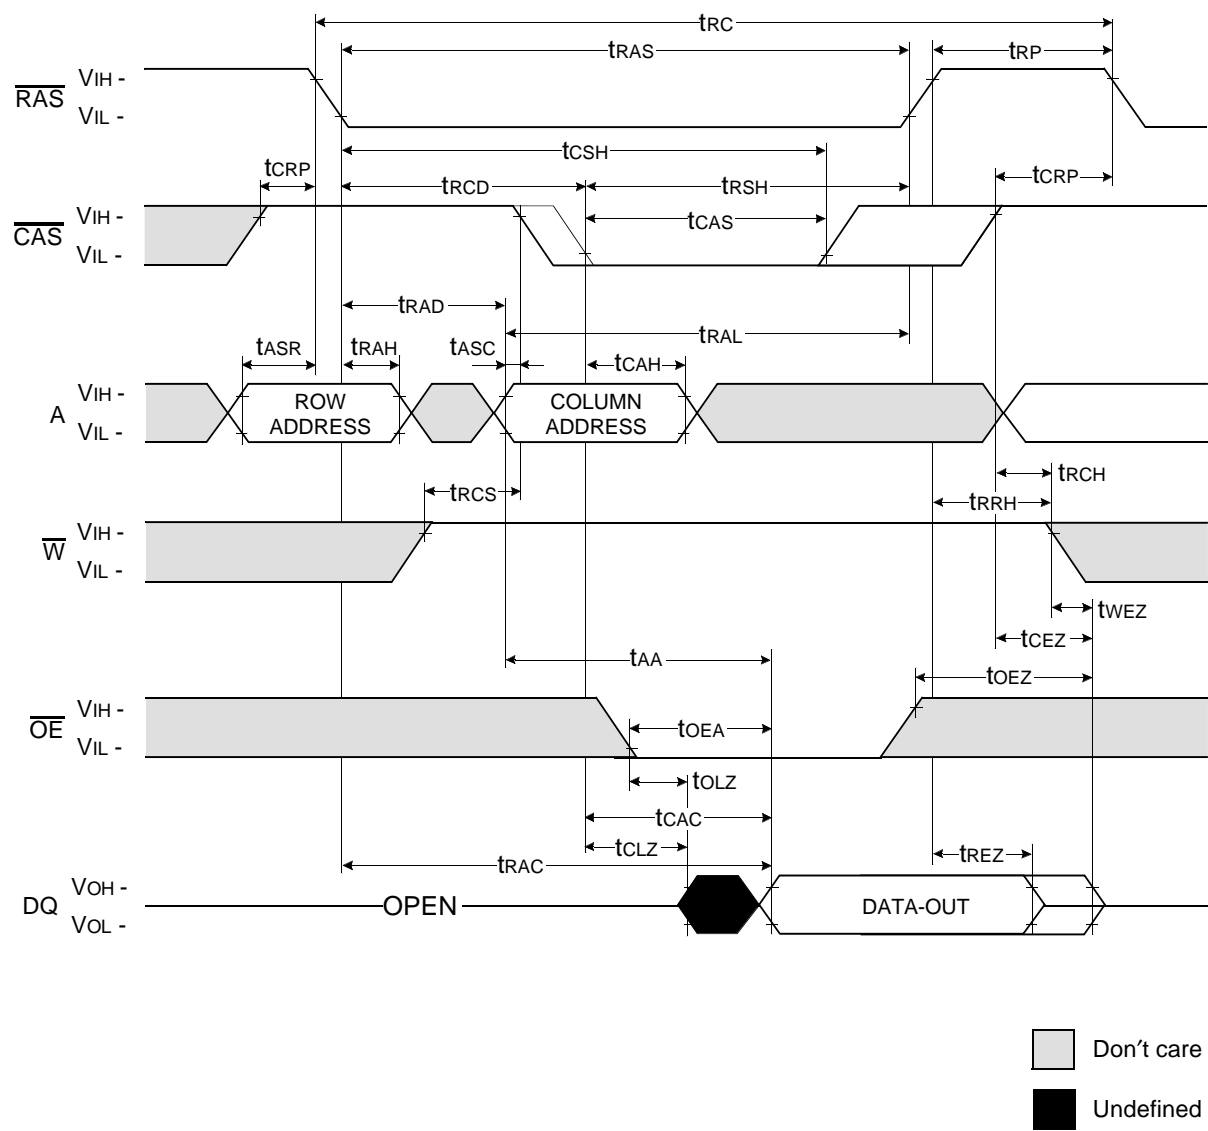 tRC
tRAS
tRP
RAS
VIH -
VIL -
tCSH
tCRP
tRCD
tRSH
tCRP
CAS
VIH -
VIL -
tCAS
tRAD
tRAL
tASR
tRAH
tASC
tCAH
A
VIH -
VIL -
ROW
ADDRESS
COLUMN
ADDRESS
tRCH
tRCS
tRRH
W
VIH -
VIL -
tWEZ
tCEZ
tAA
tOEZ
OE
VIH -
VIL -
tOEA
tOLZ
tCAC
tCLZ
tREZ
tRAC
DQ
VOH -
VOL -
OPEN
DATA-OUT
Don′t care
Undefined